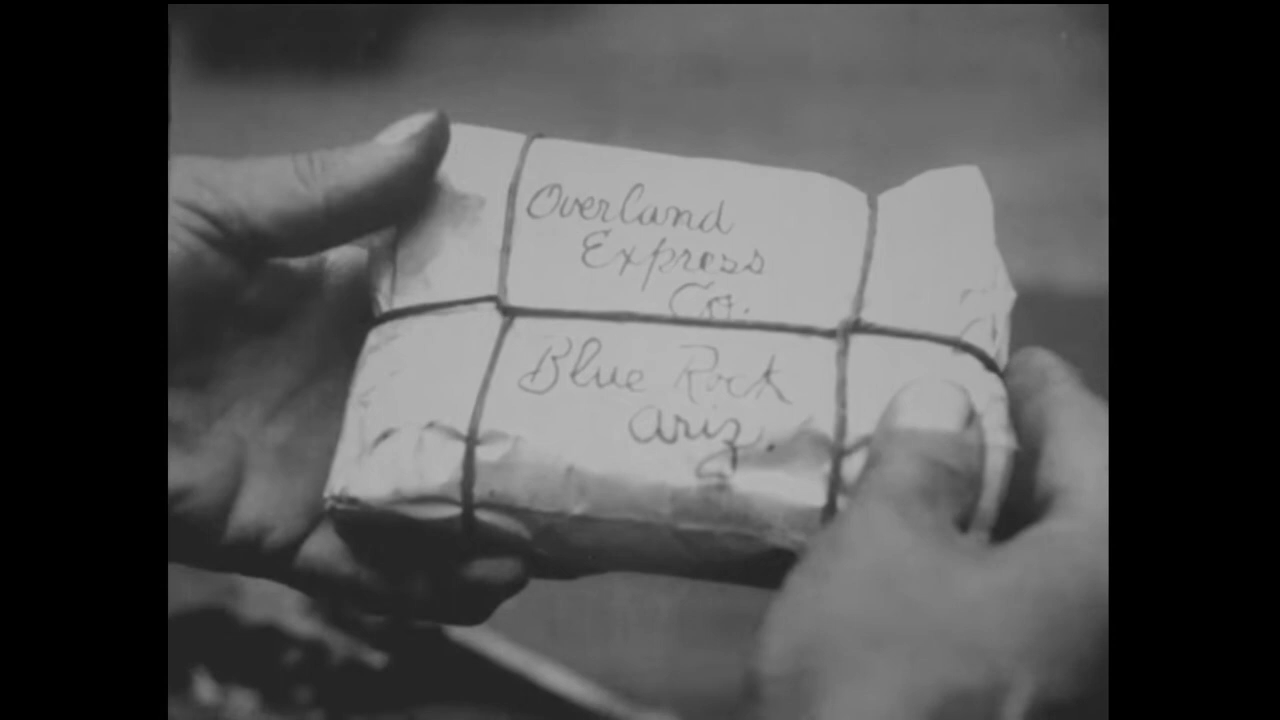 Overland
Express
Co.
Blue Rock
Ariz.